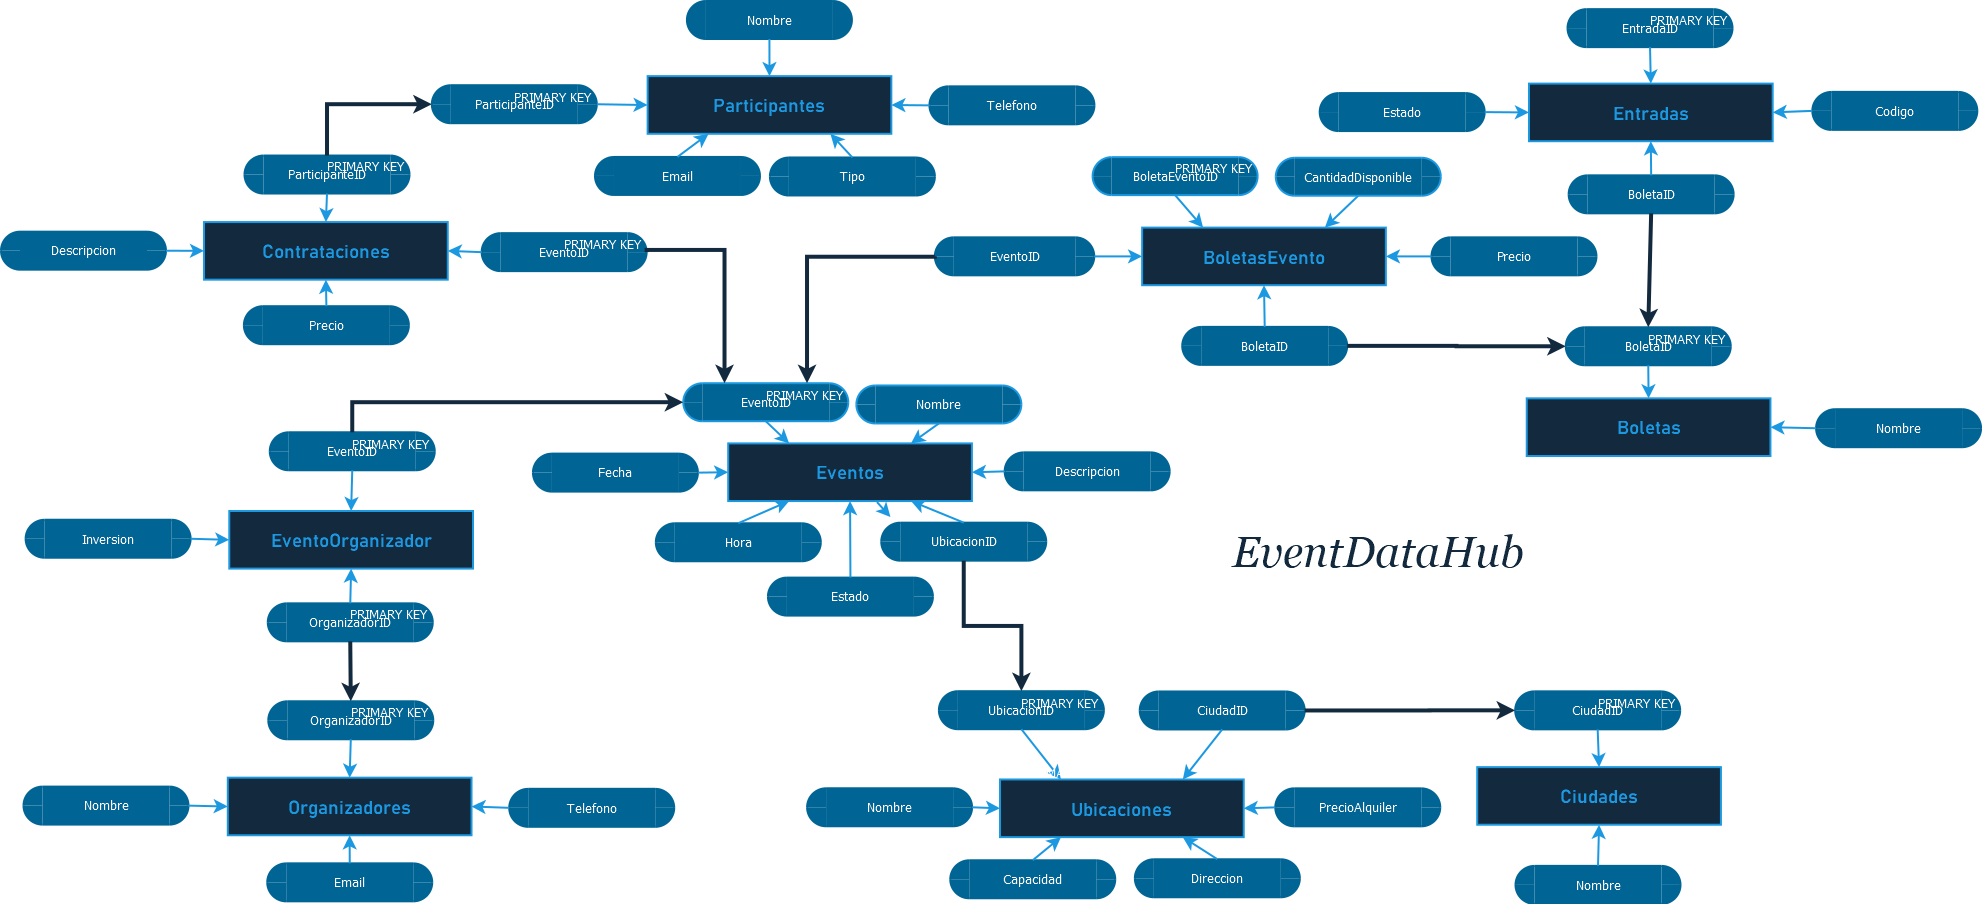 Nombre
PRIMARY KEY
EntradaID
PRIMARY KEY
ParticipanteID
Participantes
Telefono
Estado
Entradas
Codigo
PRIMARY KEY
ParticipanteID
Email
Tipo
PRIMARY KEY
BoletaEventoID
CantidadDisponible
BoletaID
Descripcion
Contrataciones
PRIMARY KEY
EventoID
EventoID
BoletasEvento
Precio
Precio
BoletaID
PRIMARY KEY
BoletaID
PRIMARY KEY
EventoID
Nombre
Boletas
Nombre
PRIMARY KEY
EventoID
Fecha
Eventos
Descripcion
Inversion
EventoOrganizador
Hora
UbicacionID
EventDataHub
Estado
PRIMARY KEY
OrganizadorID
PRIMARY KEY
OrganizadorID
PRIMARY KEY
UbicacionID
CiudadID
PRIMARY KEY
CiudadID
Nombre
Organizadores
Telefono
Nombre
Ubicaciones
PrecioAlquiler
Ciudades
Email
Capacidad
Direccion
Nombre